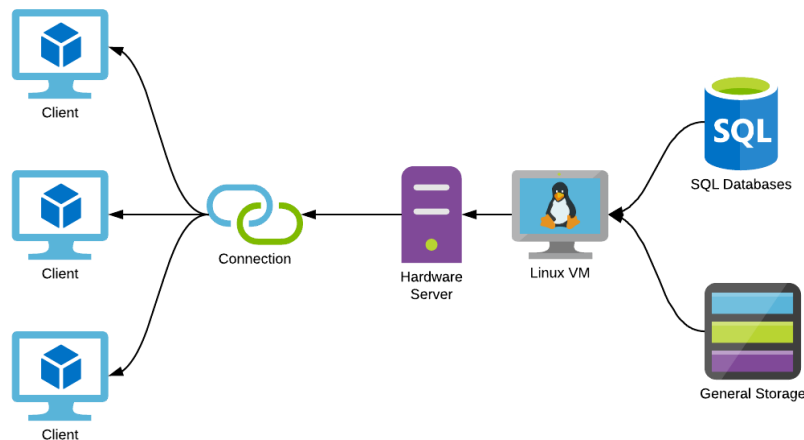 Client
Client
Client
Connection
Hardware
Server
Linux VM
SQL
SQL Databases
General Storage